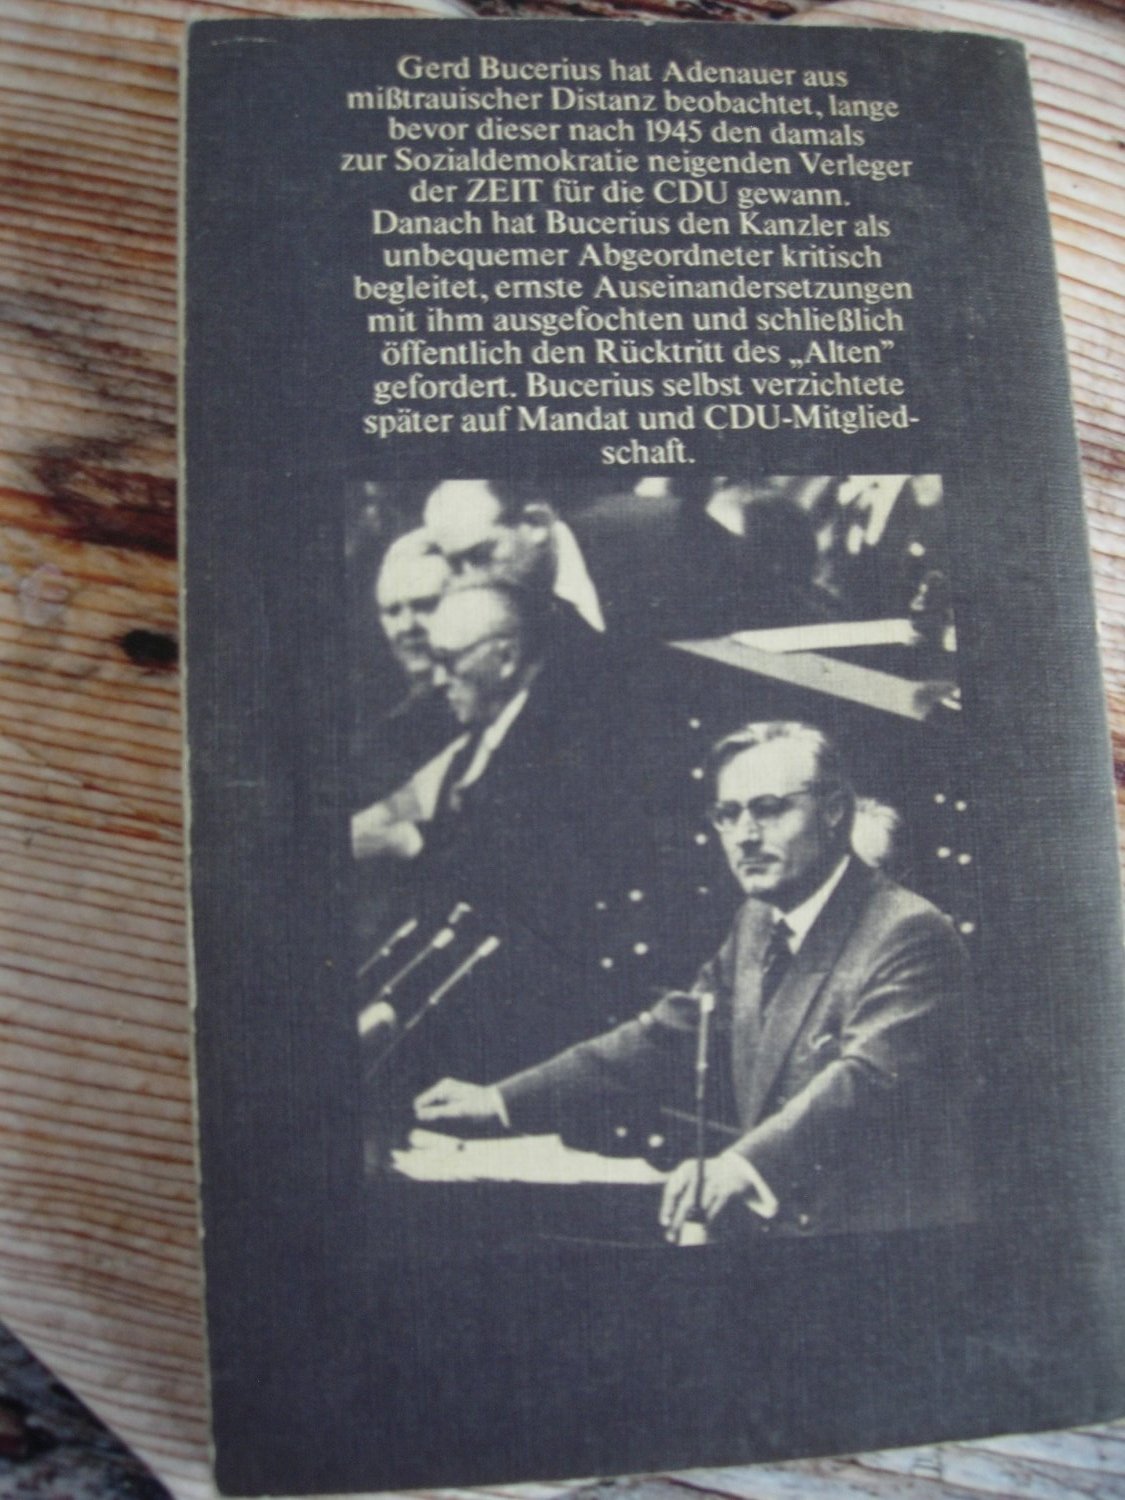 Gerd Bucerius hat Adenauer aus
mißtrauischer Distanz beobachtet, lange
bevor dieser nach 1945 den damals
zur Sozialdemokratie neigenden Verleger
der ZEIT für die CDU gewann.
Danach hat Bucerius den Kanzler als
unbequemer Abgeordneter kritisch
begleitet, ernste Auseinandersetzungen
mit ihm ausgefochten und schließlich
öffentlich den Rücktritt des „Alten”
gefordert. Bucerius selbst verzichtete
später auf Mandat und CDU-Mitglied-
schaft.